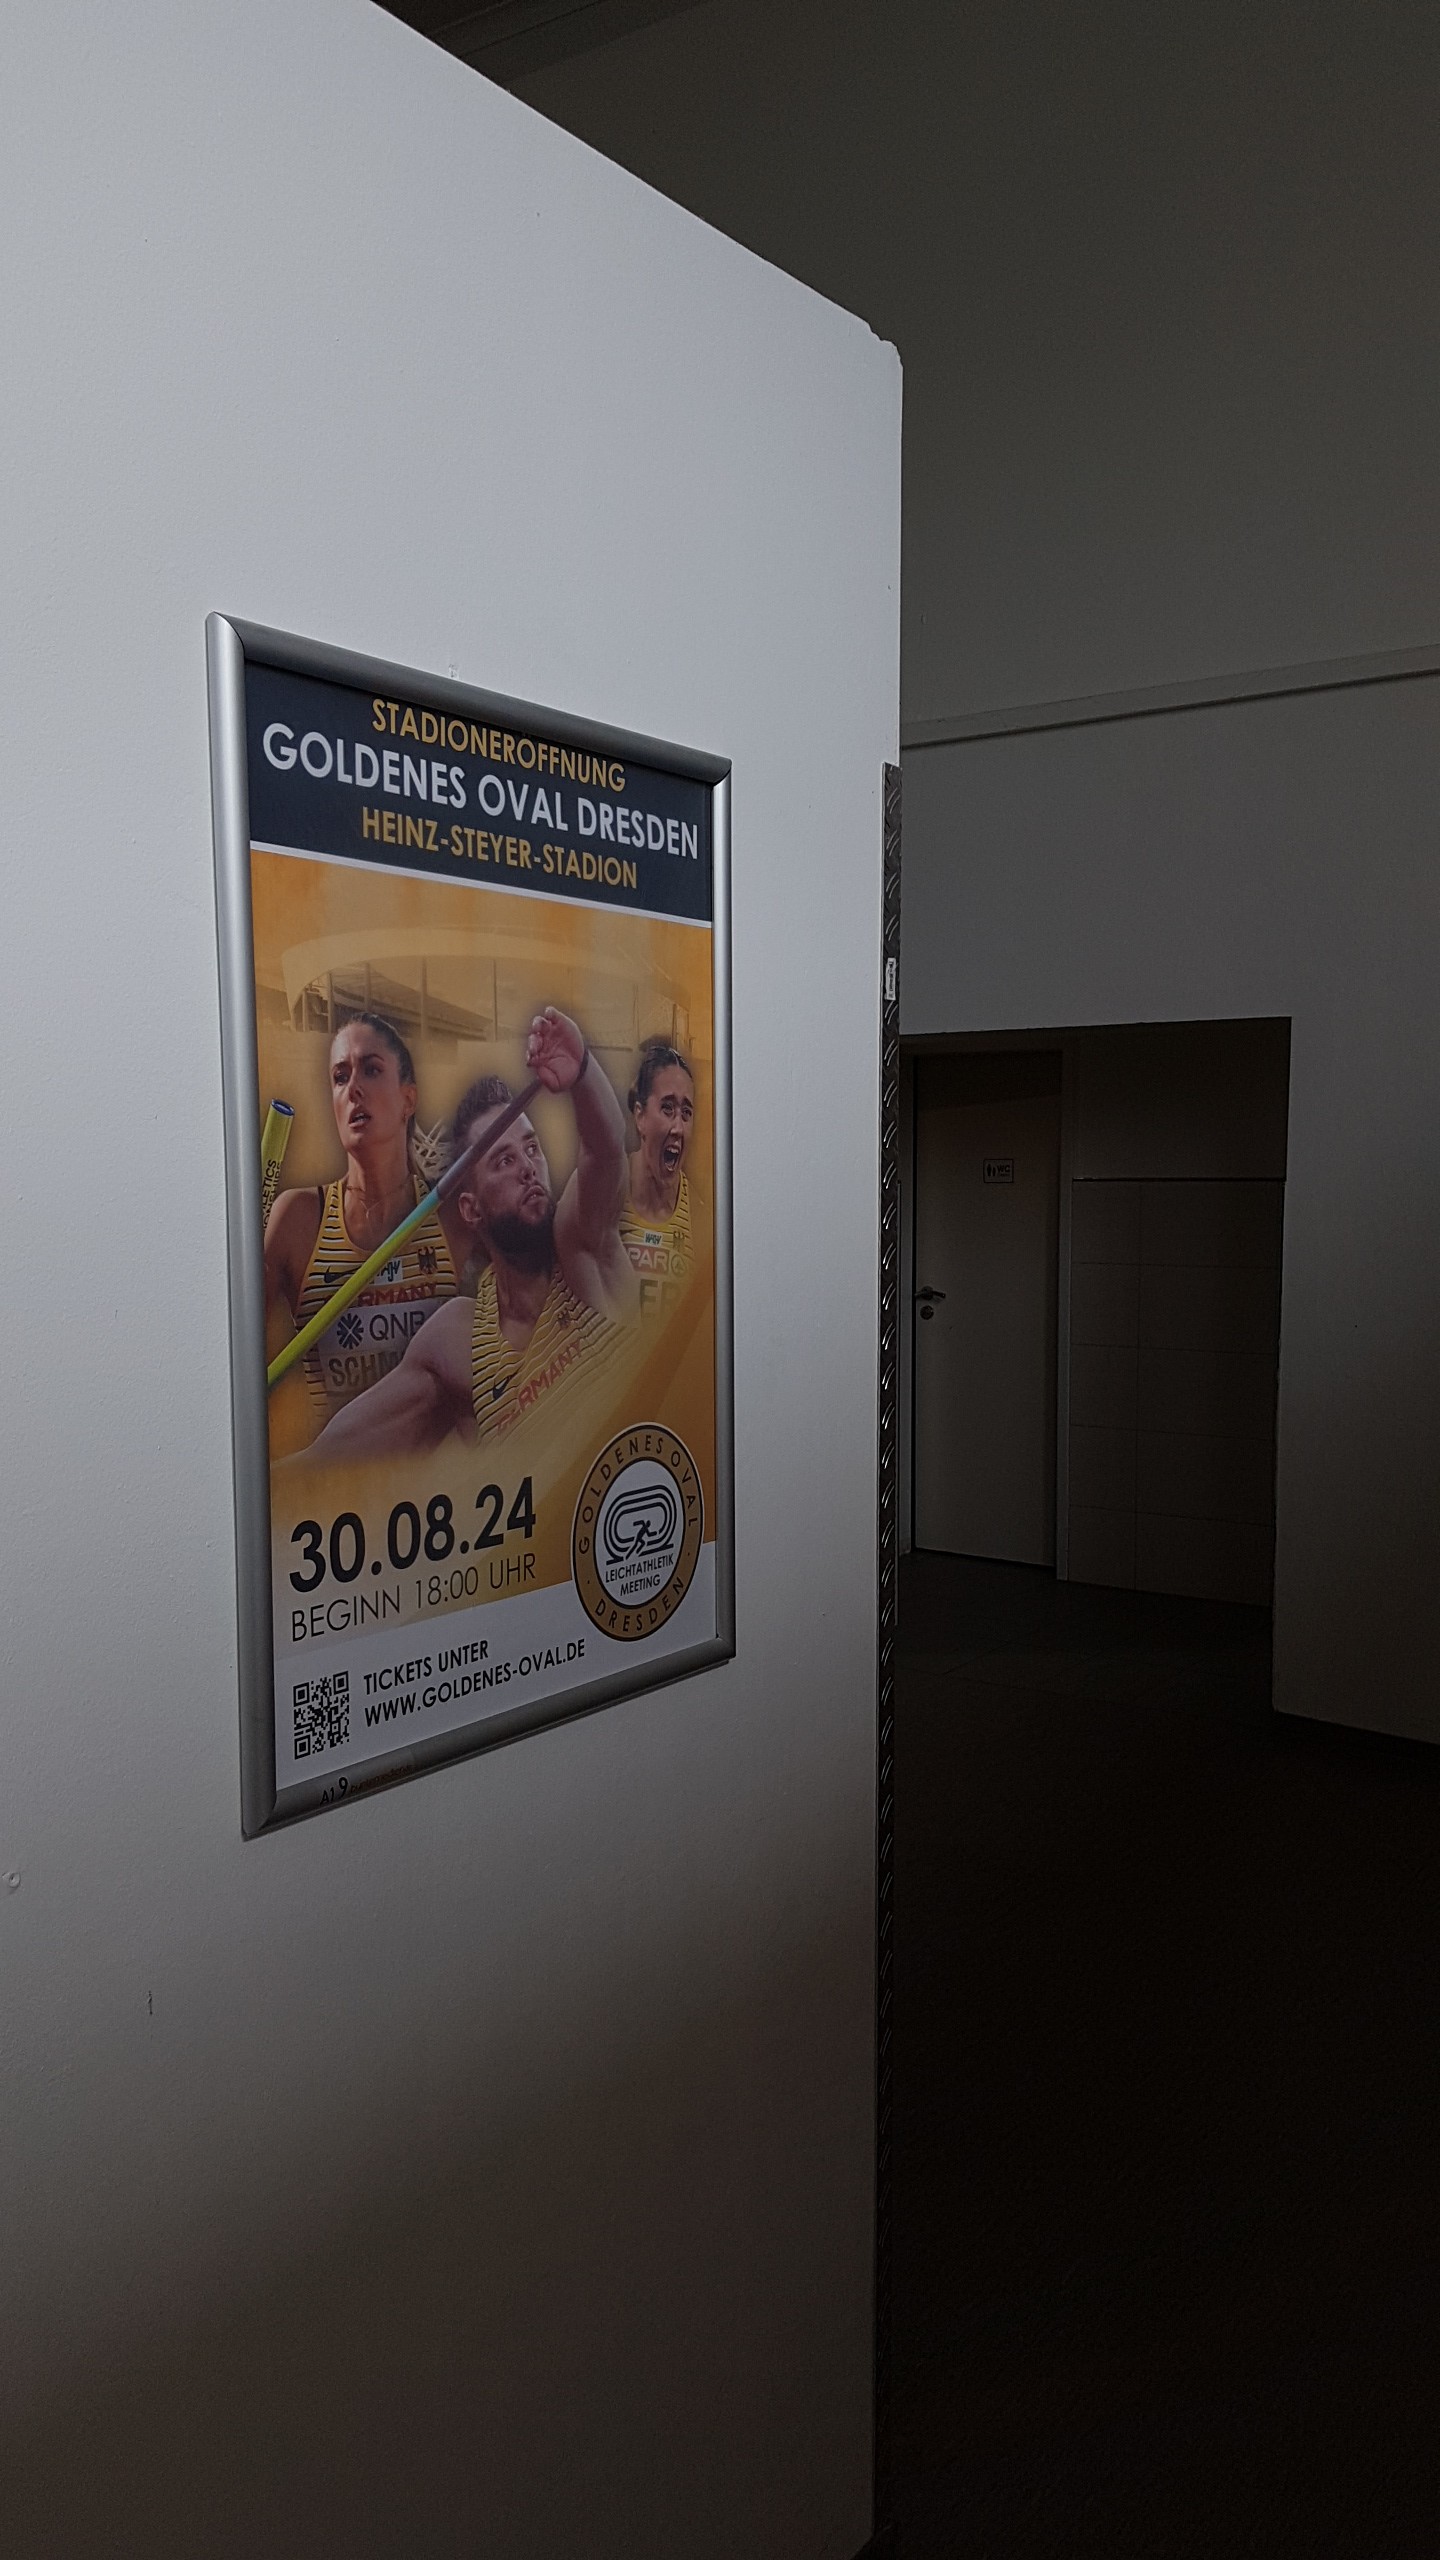 STADIONERÖFFNUNG
GOLDENES OVAL DRESDEN
HEINZ-STEYER-STADION
GERMANY
QNB
GERMANY
30.08.24
BEGINN 18:00 UHR
GOLDENES OVAL
LEICHTATHLETIK
MEETING
DRESDEN
TICKETS UNTER
WWW.GOLDENES-OVAL.DE
A19
WC